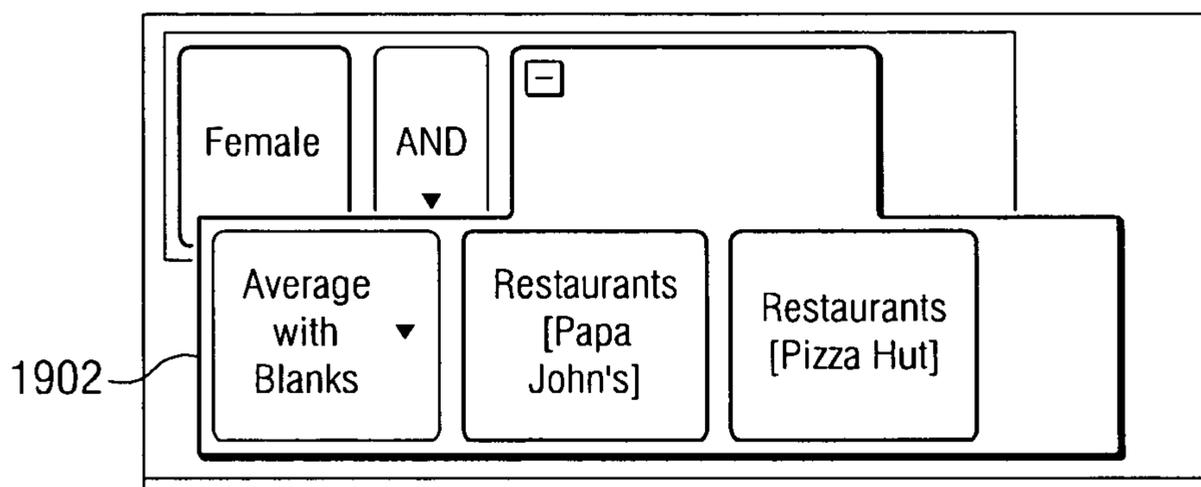 Female
AND
Average
with
Blanks
Restaurants
[Papa
John's]
Restaurants
[Pizza Hut]
1902